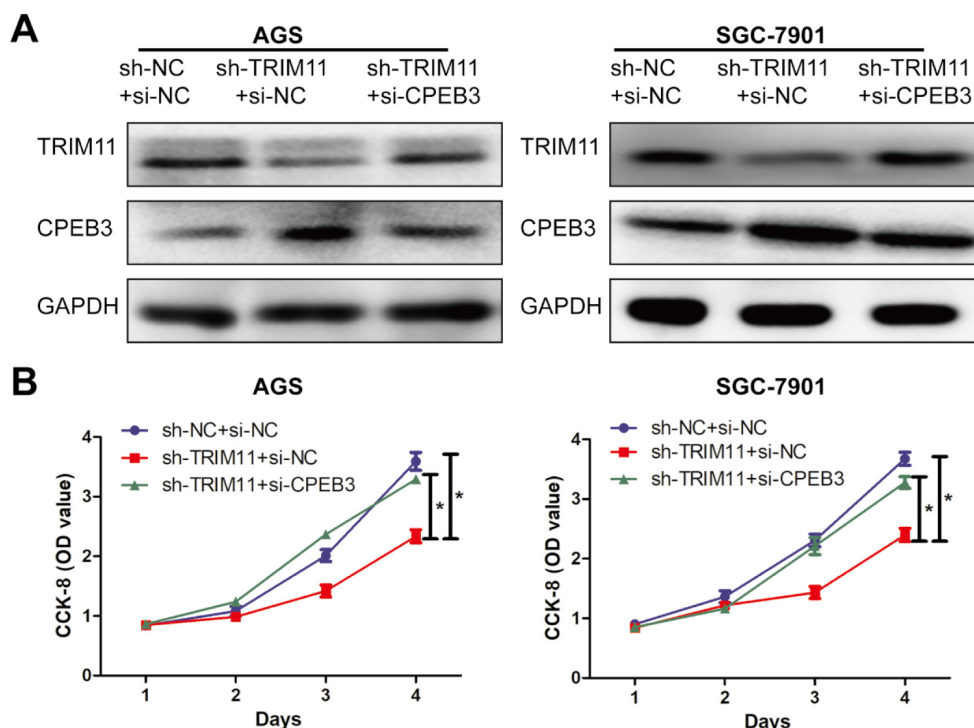 A
AGS
sh-NC sh-TRIM11 sh-TRIM11
+si-NC +si-NC +si-CPEB3
TRIM11
CPEB3
GAPDH
SGC-7901
sh-NC sh-TRIM11 sh-TRIM11
+si-NC +si-NC +si-CPEB3
TRIM11
CPEB3
GAPDH
B
AGS
sh-NC+si-NC
sh-TRIM11+si-NC
sh-TRIM11+si-CPEB3
CCK-8 (OD value)
4
3
2
1
0
* *
1 2 3 4
Days
SGC-7901
sh-NC+si-NC
sh-TRIM11+si-NC
sh-TRIM11+si-CPEB3
CCK-8 (OD value)
4
3
2
1
0
* *
1 2 3 4
Days